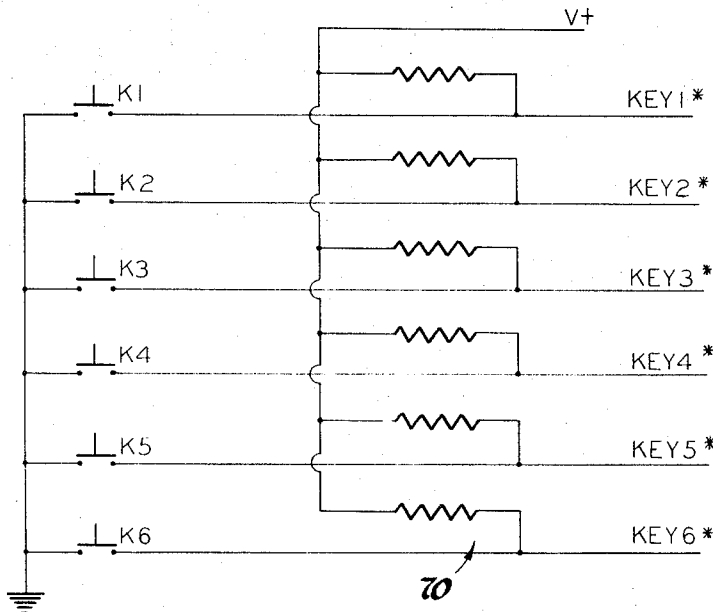 V+
K1 KEY1*
K2 KEY2*
K3 KEY3*
K4 KEY4*
K5 KEY5*
K6 KEY6*
70